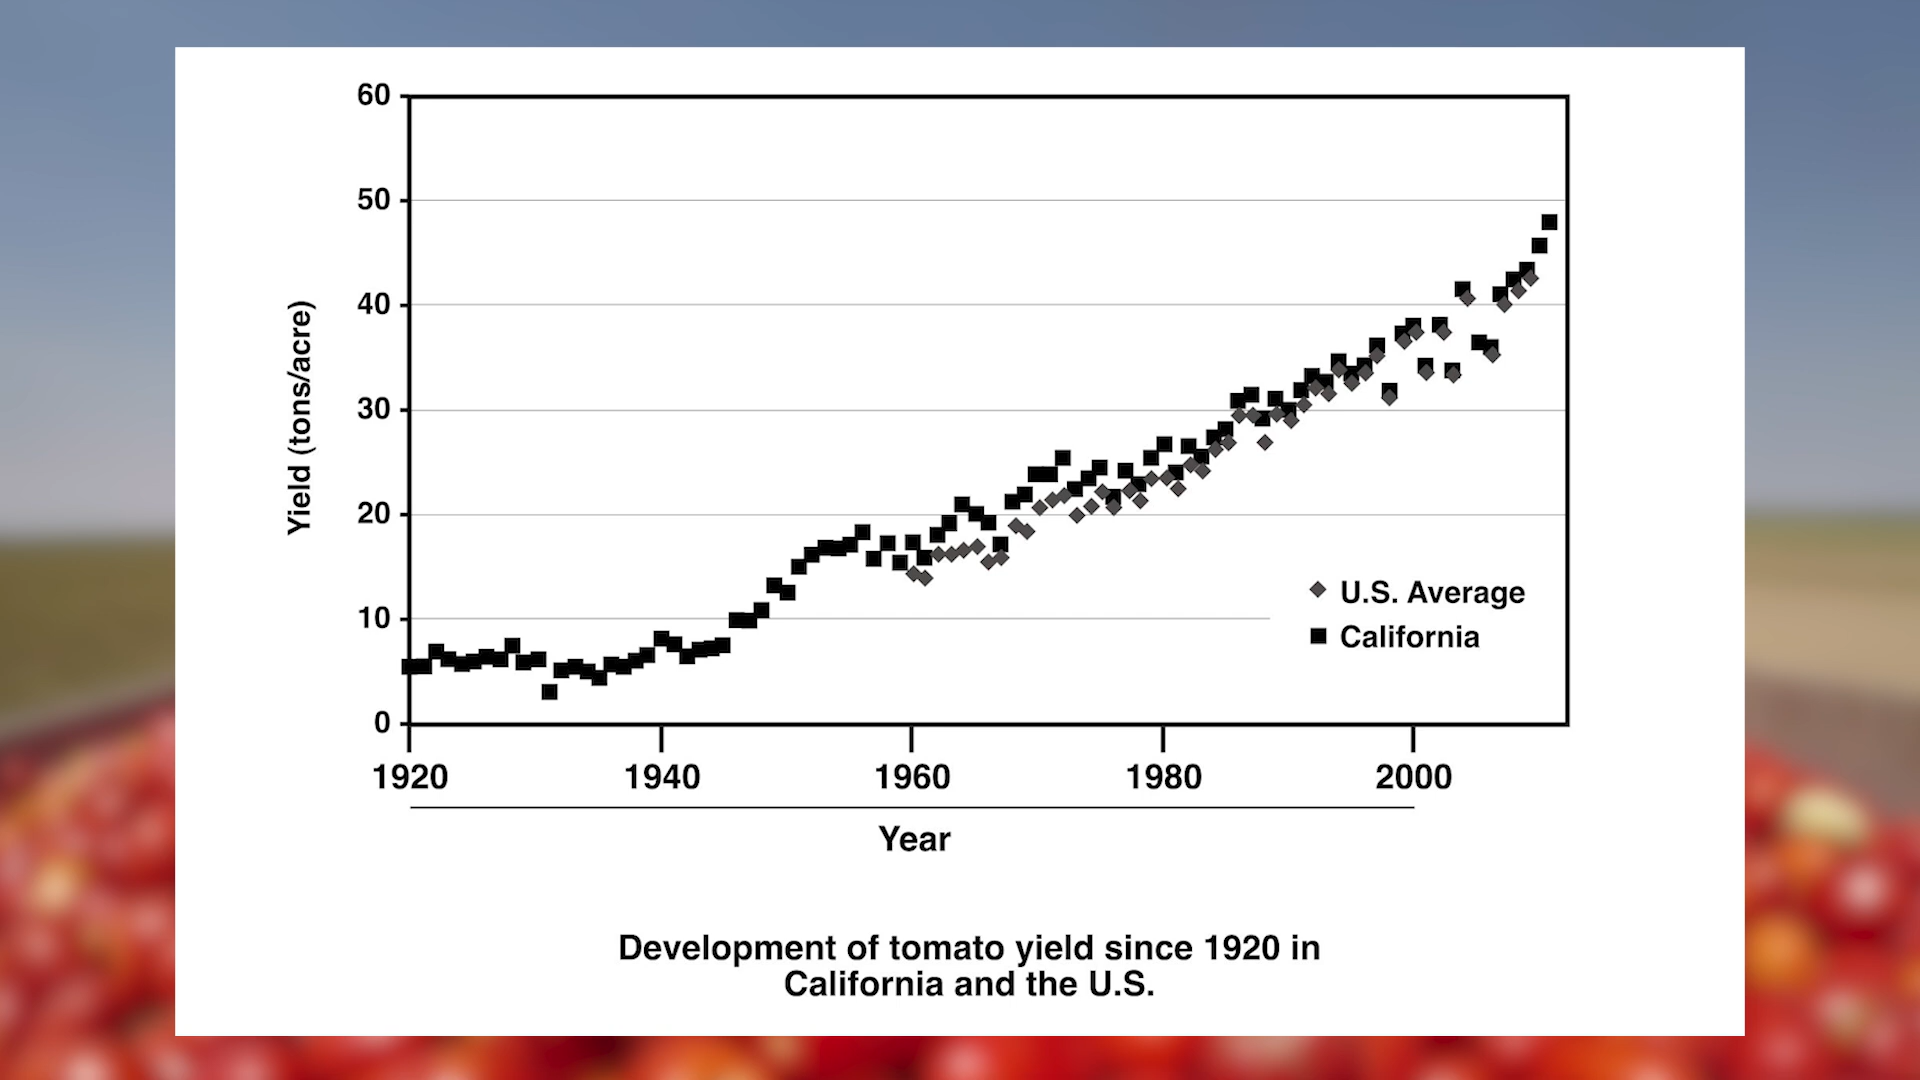 60
50
40
30
20
10
0
Yield (tons/acre)
U.S. Average
California
1920 1940 1960 1980 2000
Year
Development of tomato yield since 1920 in
California and the U.S.